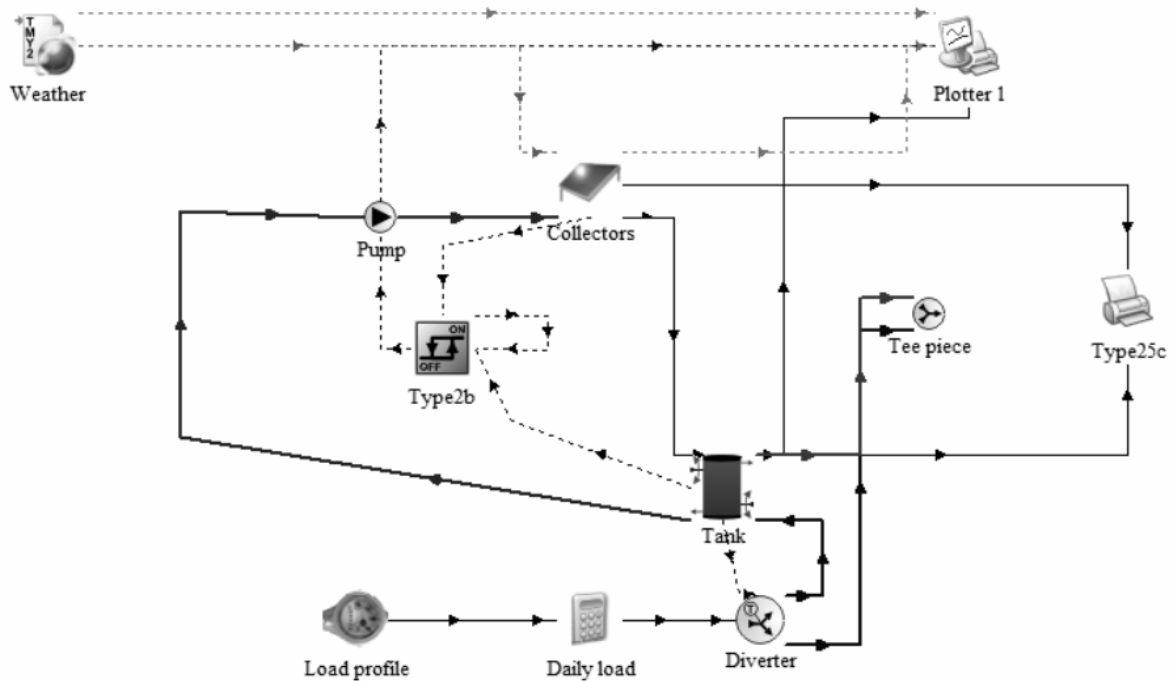 TMY2
Weather
Plotter 1
Collectors
Pump
ON
OFF
Type2b
Tee piece
Type25c
Tank
T
Load profile
Daily load
Diverter